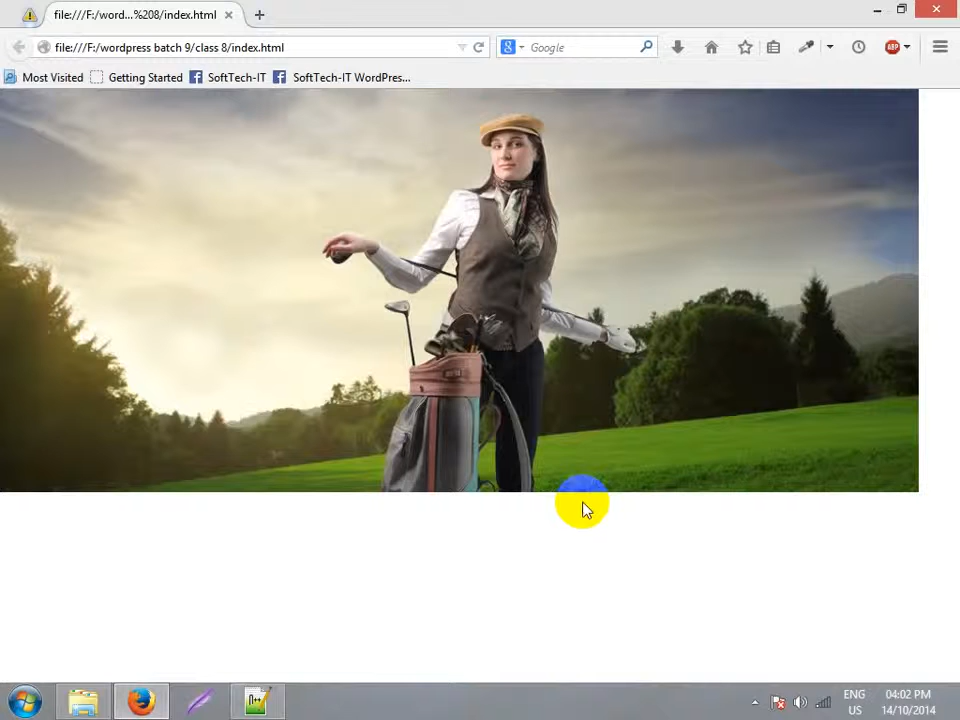 file:///F:/word...%208/index.html
file:///F:/wordpress batch 9/class 8/index.html
Google
ABP
Most Visited
Getting Started
SoftTech-IT
SoftTech-IT WordPres...
ENG
US
04:02 PM
14/10/2014